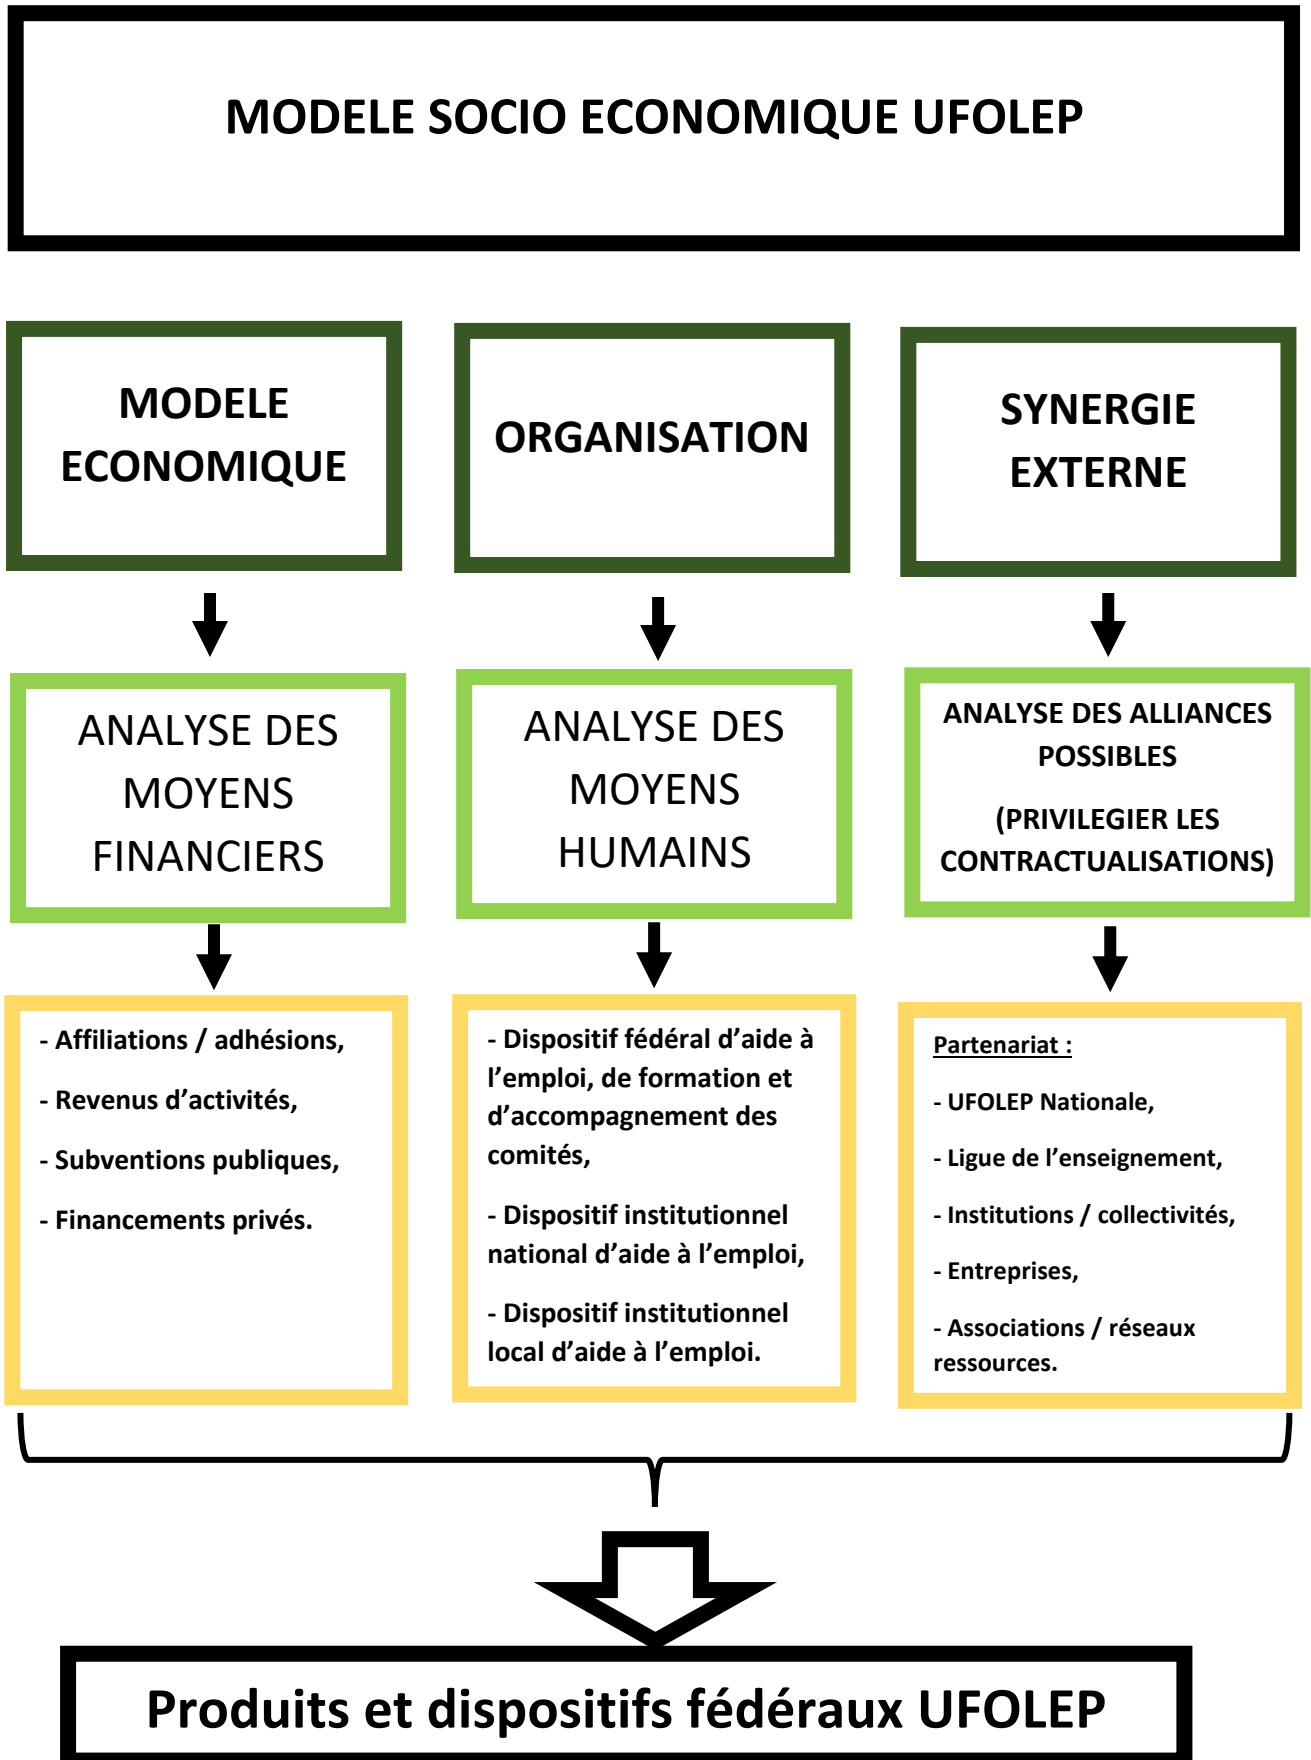 MODELE SOCIO ECONOMIQUE UFOLEP
MODELE
ECONOMIQUE
ORGANISATION
SYNERGIE
EXTERNE
ANALYSE DES
MOYENS
FINANCIERS
ANALYSE DES
MOYENS
HUMAINS
ANALYSE DES ALLIANCES
POSSIBLES
(PRIVILEGIER LES
CONTRACTUALISATIONS)
- Affiliations / adhésions,
- Revenus d’activités,
- Subventions publiques,
- Financements privés.
- Dispositif fédéral d’aide à
l’emploi, de formation et
d’accompagnement des
comités,
- Dispositif institutionnel
national d’aide à l’emploi,
- Dispositif institutionnel
local d’aide à l’emploi.
Partenariat :
- UFOLEP Nationale,
- Ligue de l’enseignement,
- Institutions / collectivités,
- Entreprises,
- Associations / réseaux
ressources.
Produits et dispositifs fédéraux UFOLEP